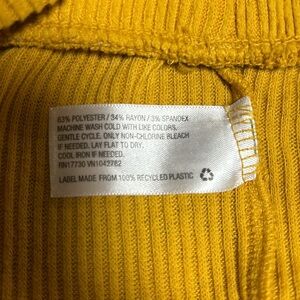 63% POLYESTER / 34% RAYON / 3% SPANDEX
MACHINE WASH COLD WITH LIKE COLORS.
GENTLE CYCLE. ONLY NON-CHLORINE BLEACH
IF NEEDED. LAY FLAT TO DRY.
COOL IRON IF NEEDED.
RN17730 VN1042762
LABEL MADE FROM 100% RECYCLED PLASTIC